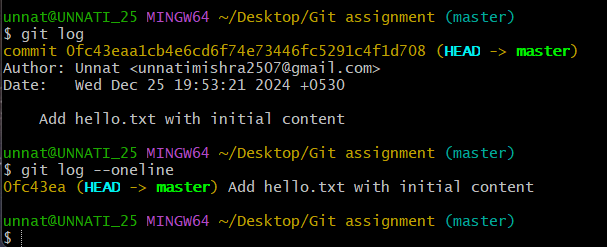 unnat@UNNATI_25 MINGW64 ~/Desktop/Git assignment (master)
$ git log
commit 0fc43eaa1cb4e6cd6f74e73446fc5291c4f1d708 (HEAD -> master)
Author: Unnat <unnatimishra2507@gmail.com>
Date:   Wed Dec 25 19:53:21 2024 +0530
    Add hello.txt with initial content
unnat@UNNATI_25 MINGW64 ~/Desktop/Git assignment (master)
$ git log --oneline
0fc43ea (HEAD -> master) Add hello.txt with initial content
unnat@UNNATI_25 MINGW64 ~/Desktop/Git assignment (master)
$